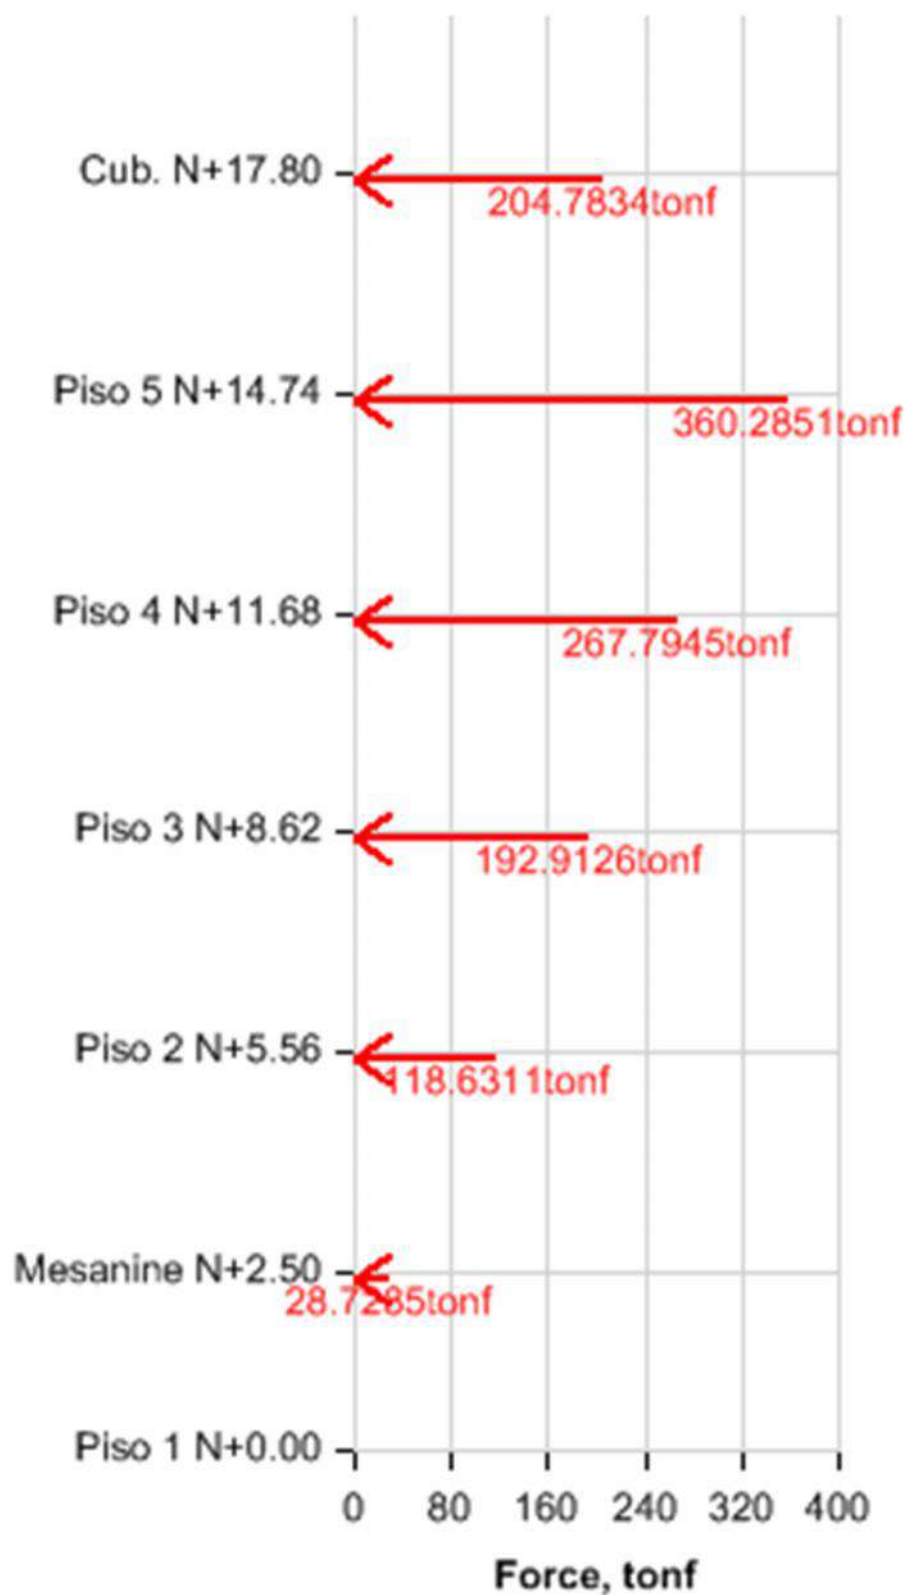 Cub. N+17.80
204.7834tonf
Piso 5 N+14.74
360.2851tonf
Piso 4 N+11.68
267.7945tonf
Piso 3 N+8.62
192.9126tonf
Piso 2 N+5.56
118.6311tonf
Mesanine N+2.50
28.7285tonf
Piso 1 N+0.00
0 80 160 240 320 400
Force, tonf